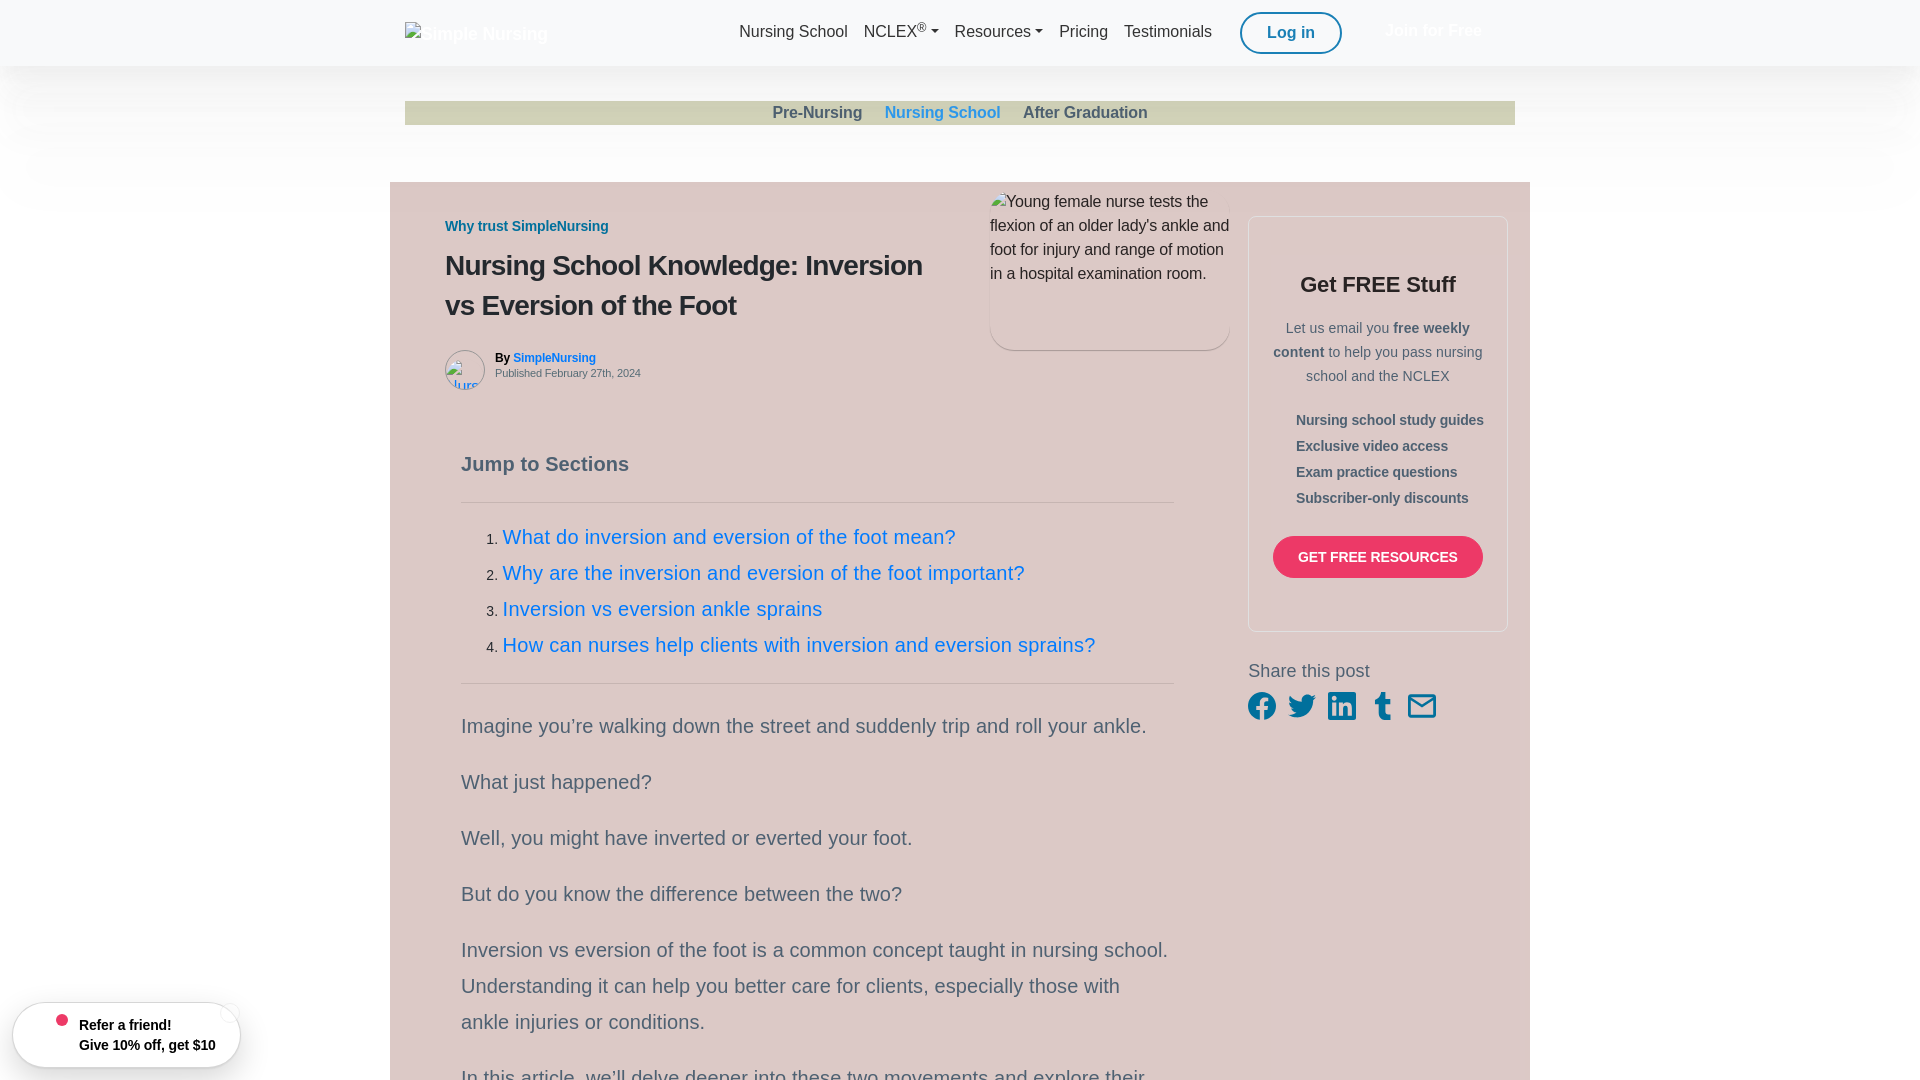 Simple Nursing
Nursing School NCLEX® Resources Pricing Testimonials Log in Join for Free
Pre-Nursing Nursing School After Graduation
Why trust SimpleNursing
Nursing School Knowledge: Inversion
vs Eversion of the Foot
By SimpleNursing
Published February 27th, 2024
Young female nurse tests the
flexion of an older lady's ankle and
foot for injury and range of motion
in a hospital examination room.
Jump to Sections
1. What do inversion and eversion of the foot mean?
2. Why are the inversion and eversion of the foot important?
3. Inversion vs eversion ankle sprains
4. How can nurses help clients with inversion and eversion sprains?
Imagine you’re walking down the street and suddenly trip and roll your ankle.
What just happened?
Well, you might have inverted or everted your foot.
But do you know the difference between the two?
Inversion vs eversion of the foot is a common concept taught in nursing school.
Understanding it can help you better care for clients, especially those with
ankle injuries or conditions.
In this article, we’ll delve deeper into these two movements and explore their
Get FREE Stuff
Let us email you free weekly
content to help you pass nursing
school and the NCLEX
Nursing school study guides
Exclusive video access
Exam practice questions
Subscriber-only discounts
GET FREE RESOURCES
Share this post
Refer a friend!
Give 10% off, get $10